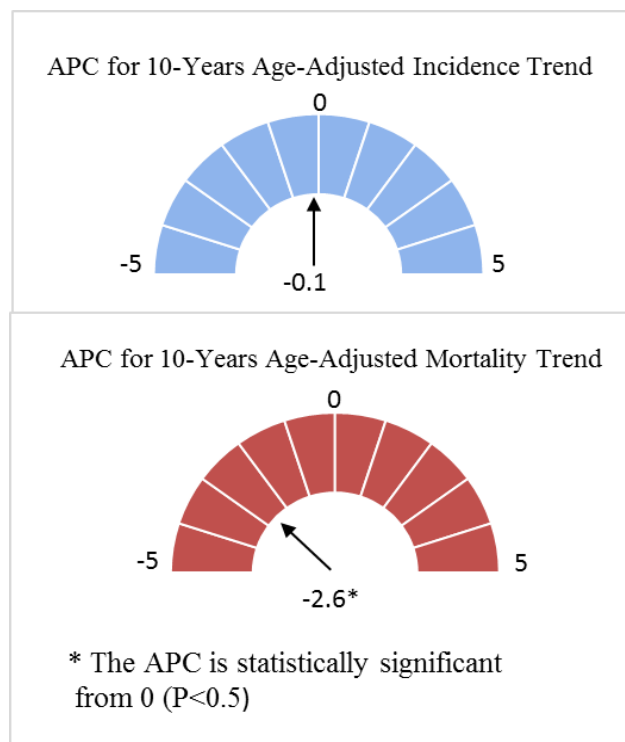 APC for 10-Years Age-Adjusted Incidence Trend
0
-5
5
-0.1
APC for 10-Years Age-Adjusted Mortality Trend
0
-5
5
-2.6*
* The APC is statistically significant
from 0 (P<0.5)